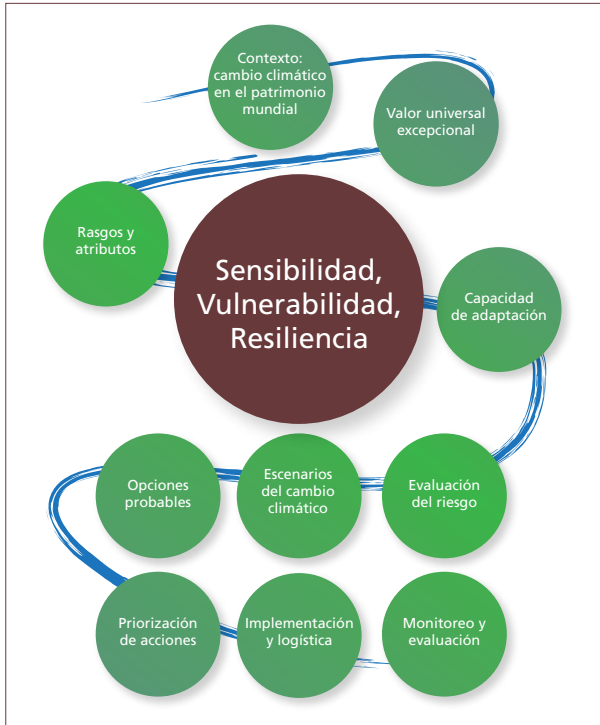 Contexto:
cambio climático
en el patrimonio
mundial
Valor universal
excepcional
Rasgos y
atributos
Sensibilidad,
Vulnerabilidad,
Resiliencia
Capacidad
de adaptación
Evaluación
del riesgo
Escenarios
del cambio
climático
Opciones
probables
Priorización
de acciones
Implementación
y logística
Monitoreo y
evaluación